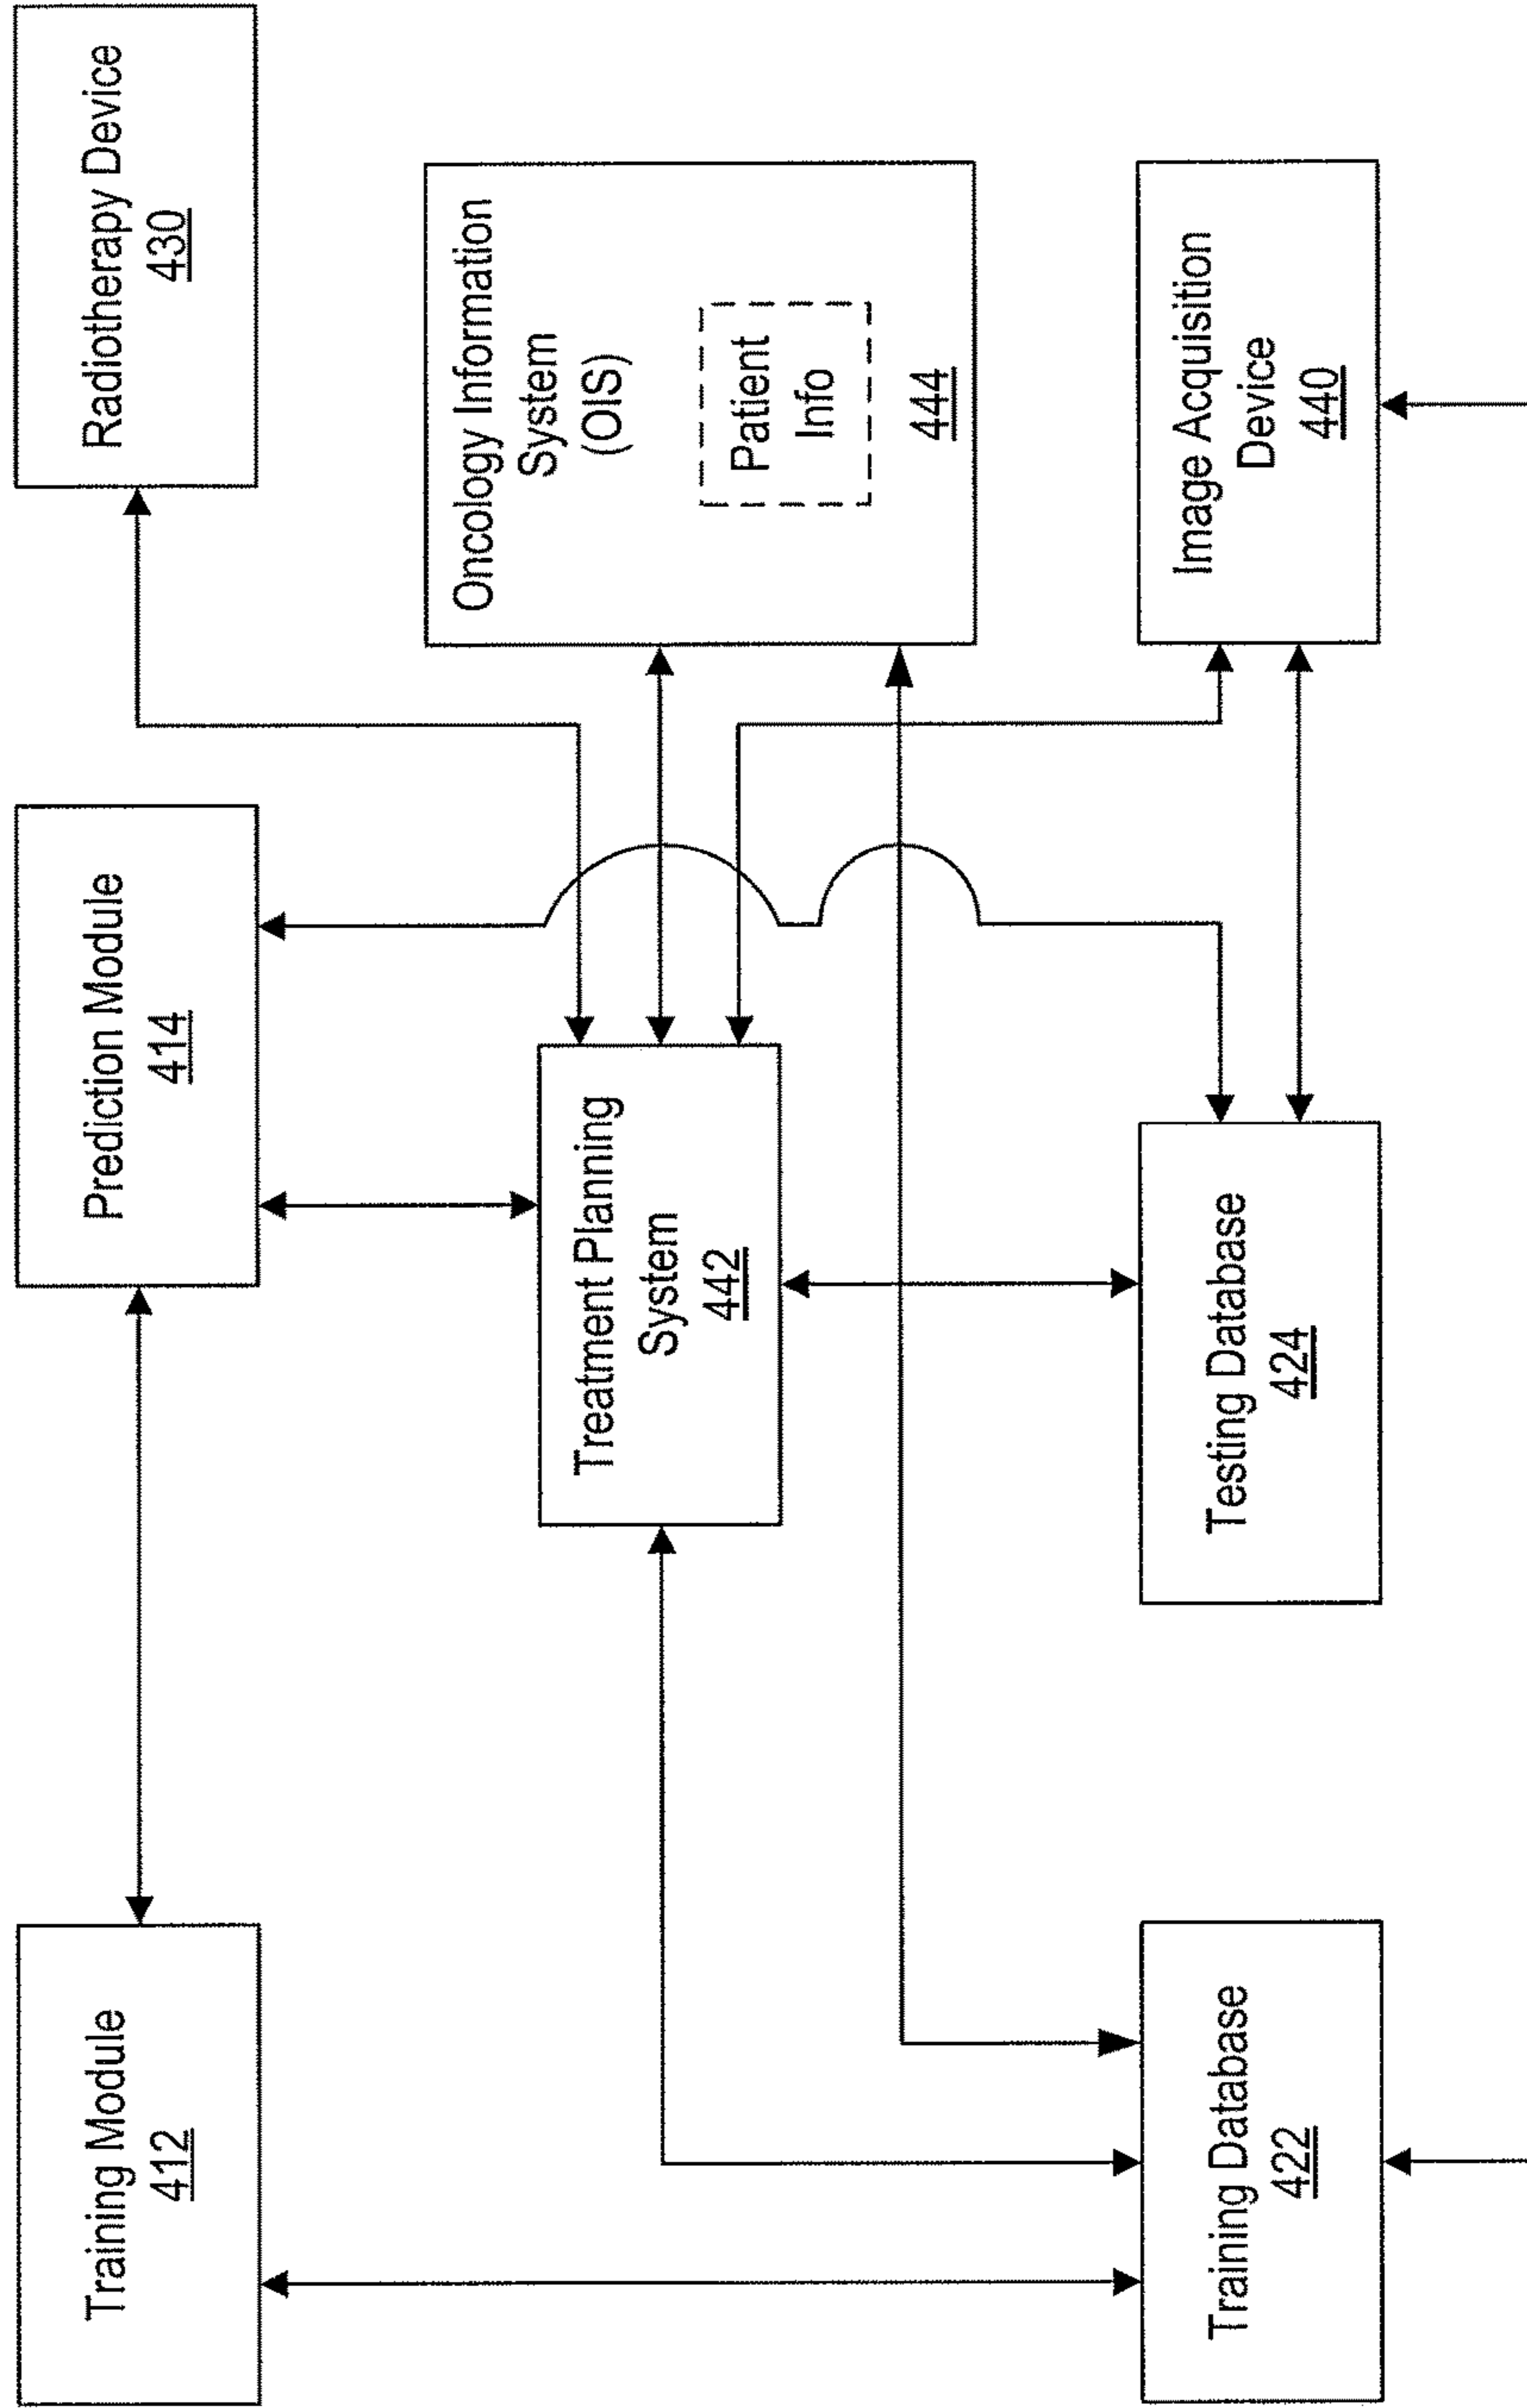 Training Module
412
Prediction Module
414
Radiotherapy Device
430
Treatment Planning
System
442
Oncology Information
System
(OIS)
Patient
Info
444
Training Database
422
Testing Database
424
Image Acquisition
Device
440